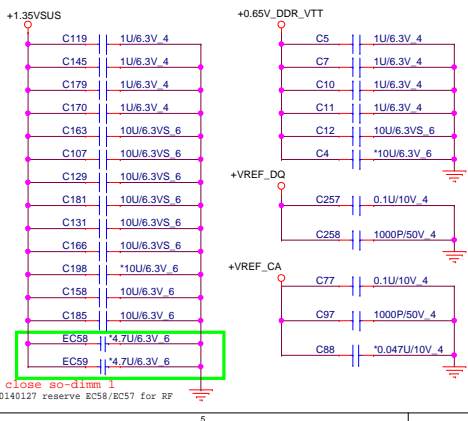 +1.35VSUS
C119 1U/6.3V_4
C145 1U/6.3V_4
C179 1U/6.3V_4
C170 1U/6.3V_4
C163 10U/6.3VS_6
C107 10U/6.3VS_6
C129 10U/6.3VS_6
C181 10U/6.3VS_6
C131 10U/6.3VS_6
C166 10U/6.3VS_6
C198 *10U/6.3V_6
C158 10U/6.3V_6
C185 10U/6.3V_6
EC58 *4.7U/6.3V_6
EC59 *4.7U/6.3V_6
close so-dimm 1
0140127 reserve EC58/EC57 for RF
+0.65V_DDR_VTT
C5 1U/6.3V_4
C7 1U/6.3V_4
C10 1U/6.3V_4
C11 1U/6.3V_4
C12 10U/6.3VS_6
C4 *10U/6.3V_6
+VREF_DQ
C257 0.1U/10V_4
C258 1000P/50V_4
+VREF_CA
C77 0.1U/10V_4
C97 1000P/50V_4
C88 *0.047U/10V_4
5